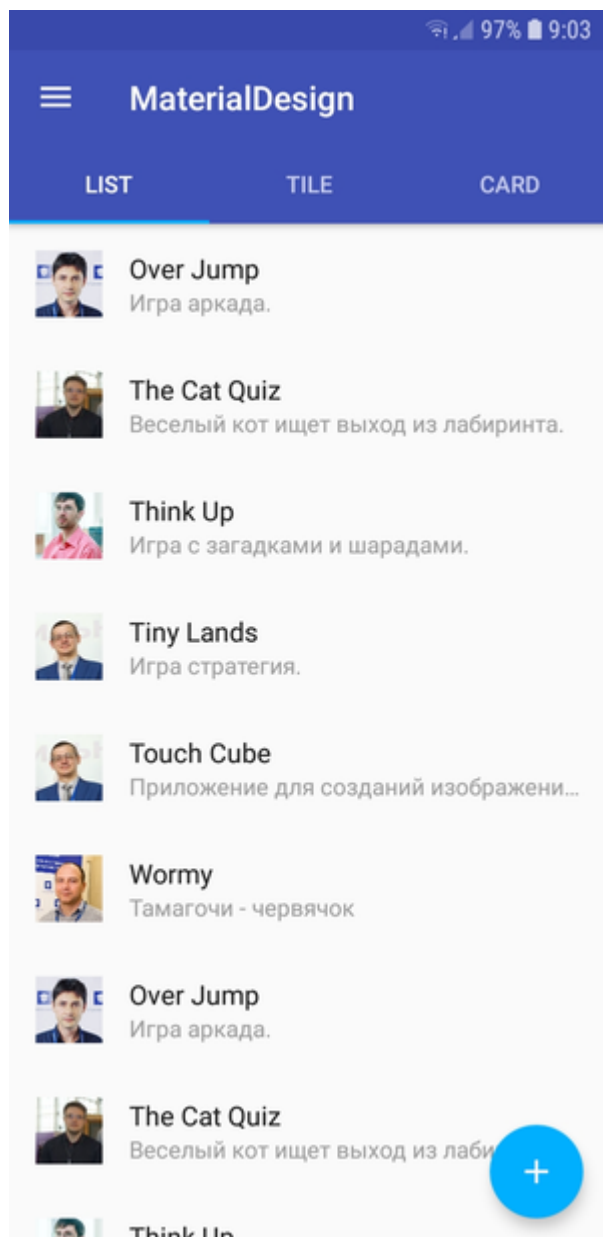 97% 9:03
MaterialDesign
LIST TILE CARD
Over Jump
Игра аркада.
The Cat Quiz
Веселый кот ищет выход из лабиринта.
Think Up
Игра с загадками и шарадами.
Tiny Lands
Игра стратегия.
Touch Cube
Приложение для созданий изображени...
Wormy
Тамагочи - червячок
Over Jump
Игра аркада.
The Cat Quiz
Веселый кот ищет выход из лаби
Think Up